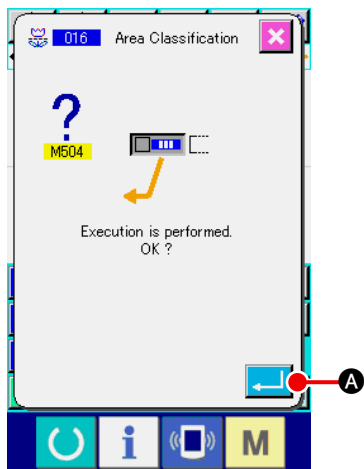 016 Area Classification
?
M504
Execution is performed.
OK ?
A
i
M